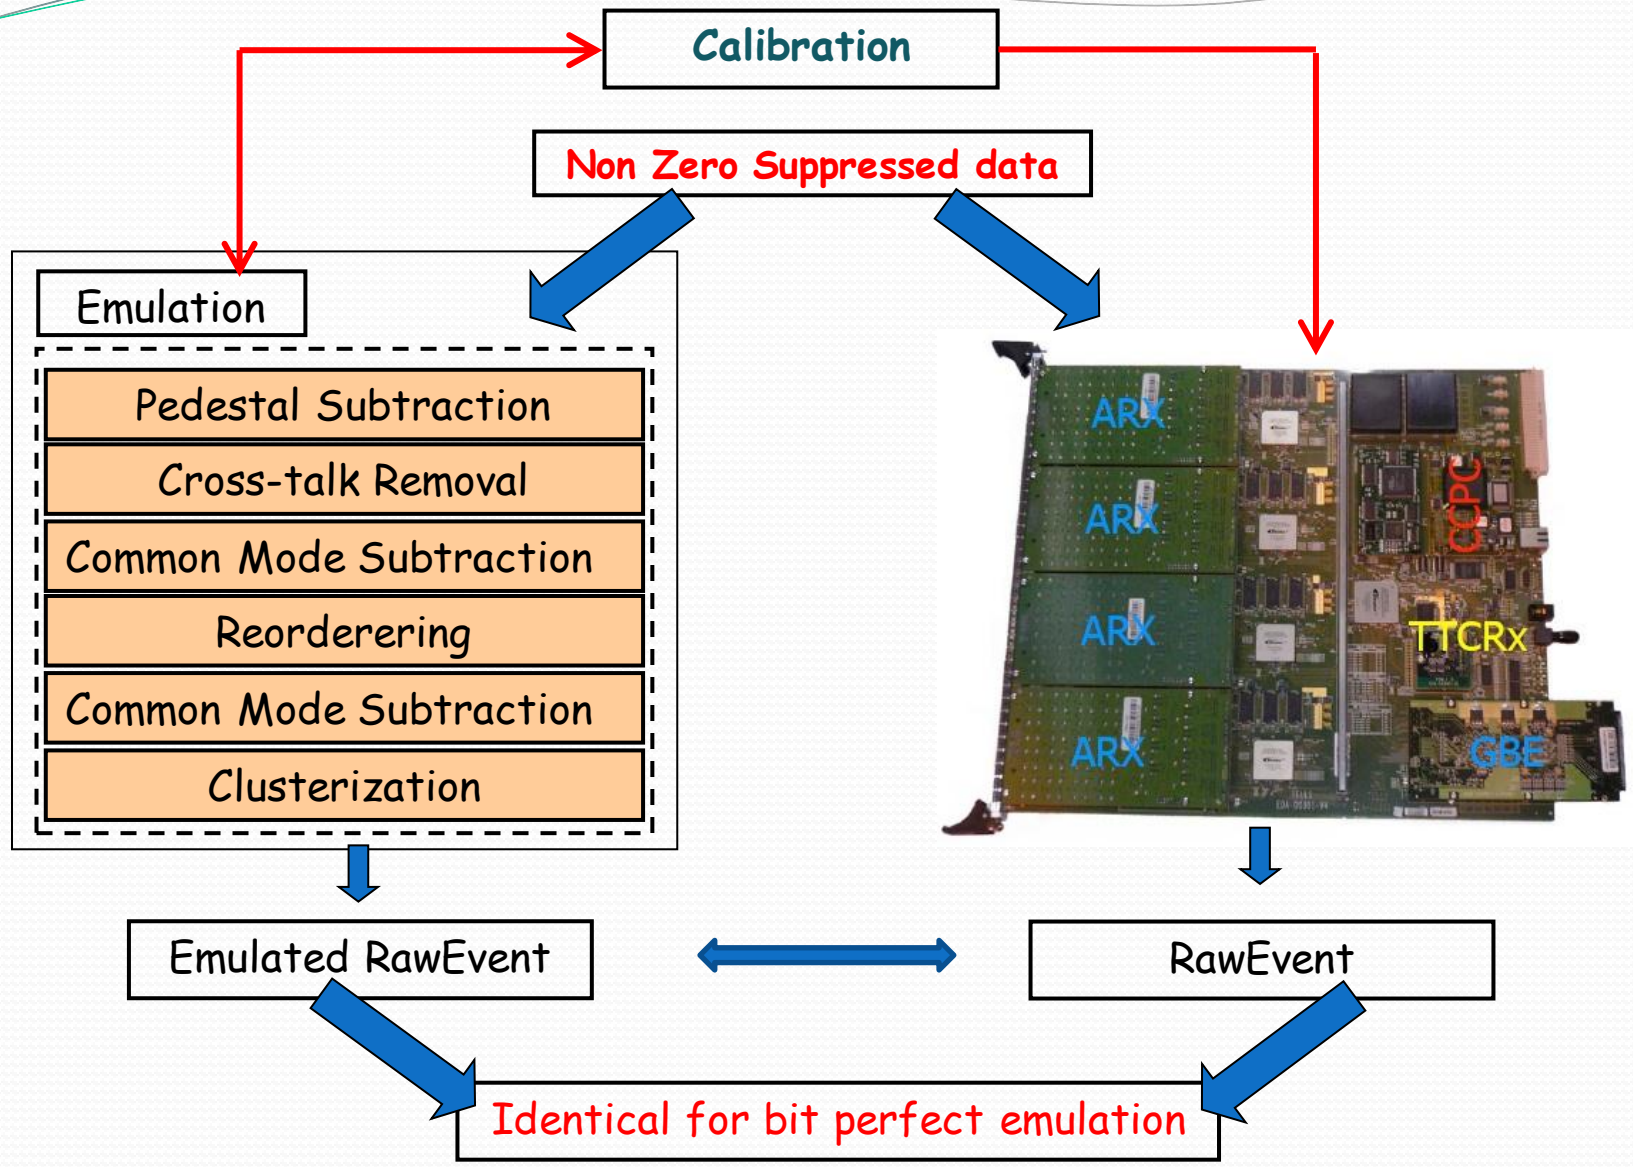 Calibration
Non Zero Suppressed data
Emulation
Pedestal Subtraction
Cross-talk Removal
Common Mode Subtraction
Reorderering
Common Mode Subtraction
Clusterization
ARX
ARX
ARX
ARX
CCPC
TTCRx
GBE
Emulated RawEvent
RawEvent
Identical for bit perfect emulation